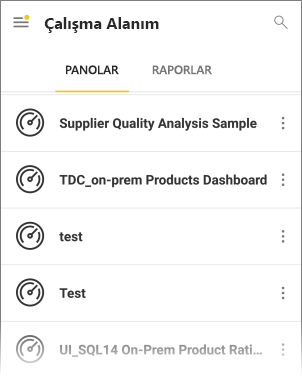 Çalışma Alanım
PANOLAR RAPORLAR
Supplier Quality Analysis Sample
TDC_on-prem Products Dashboard
test
Test
UI_SQL14 On-Prem Product Rati...